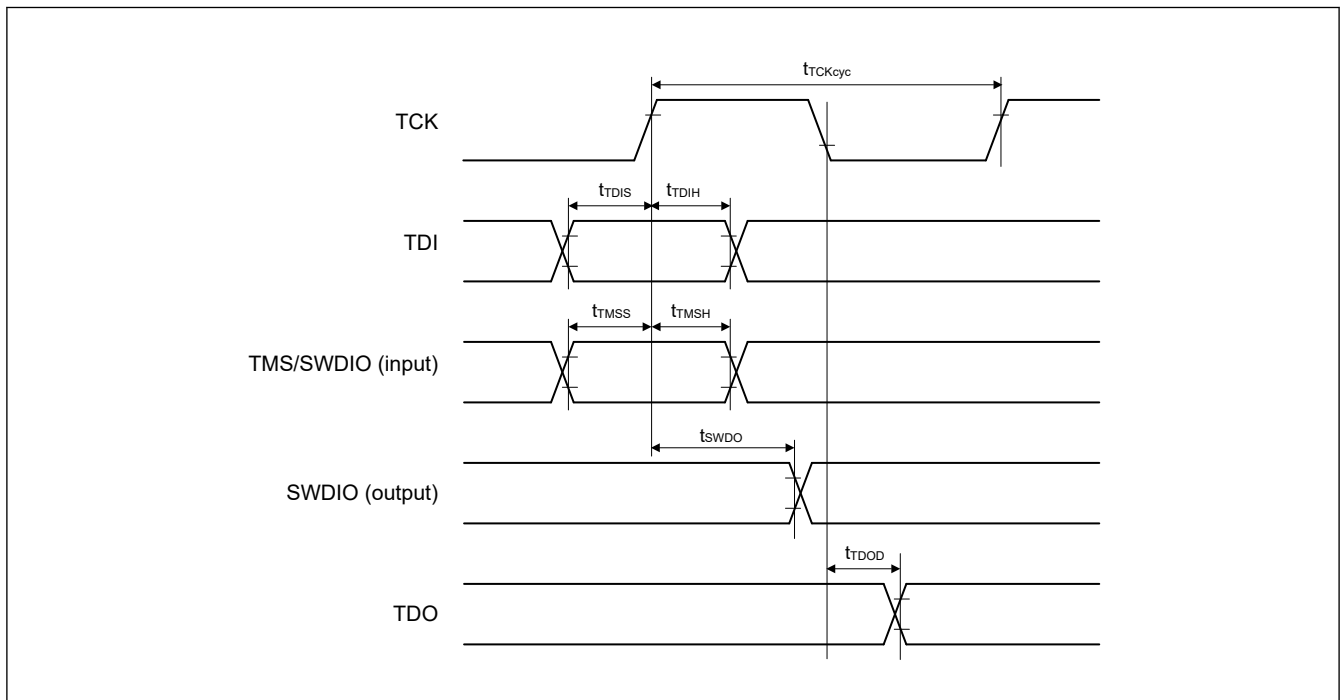 tTCKcyc
TCK
tTDIS
tTDIH
TDI
tTMSS
tTMSH
TMS/SWDIO (input)
tSWDO
SWDIO (output)
tTDOD
TDO